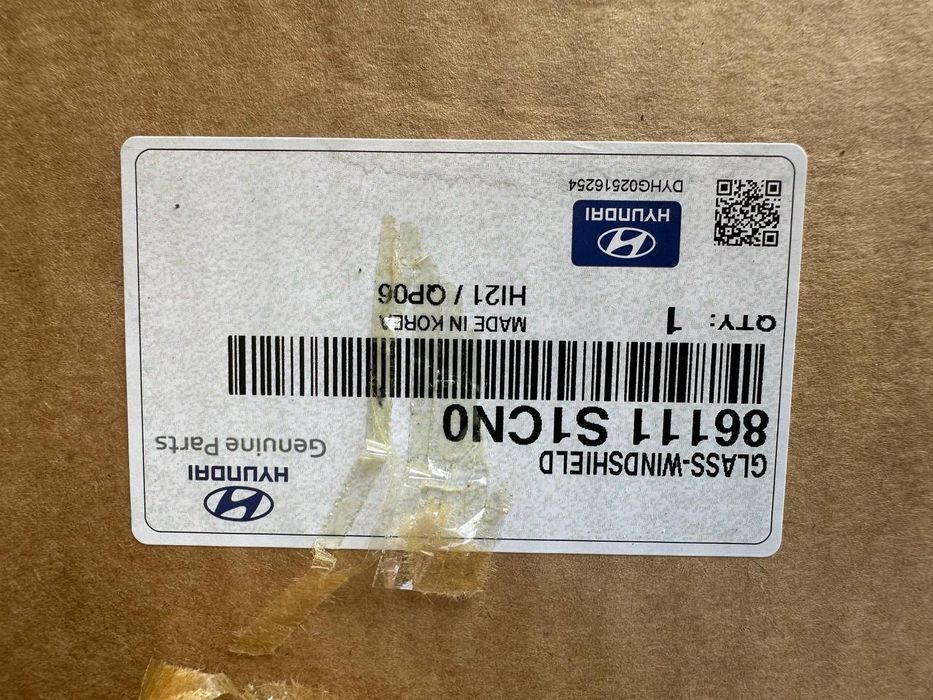 HYUNDAI
Genuine Parts
GLASS-WINDSHIELD
86111 S1CN0
QTY: 1
MADE IN KOREA
HI21 / QP06
HYUNDAI
DYHG02516254